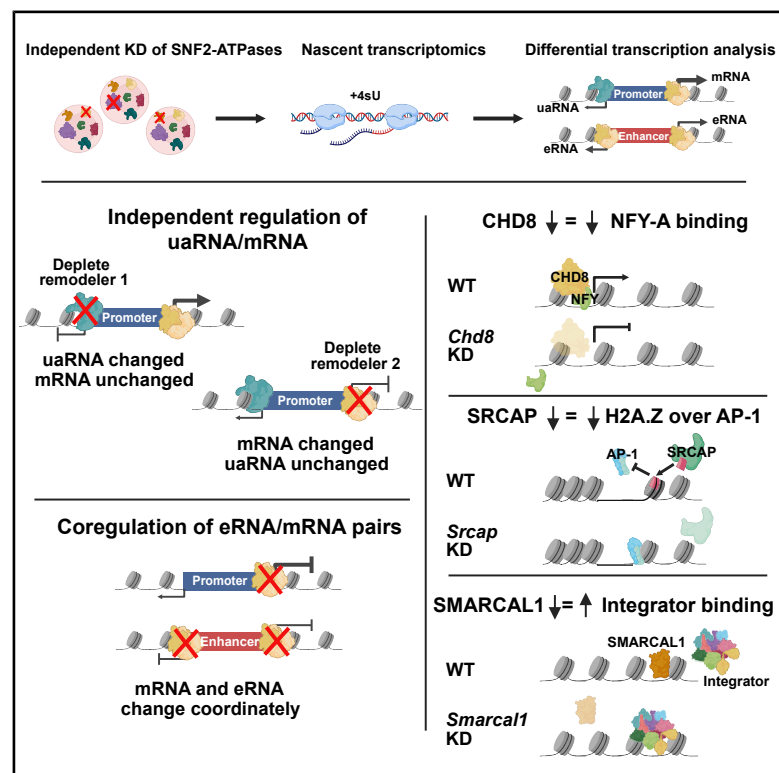 Independent KD of SNF2-ATPases
Nascent transcriptomics
+4sU
Differential transcription analysis
mRNA
Promoter
uaRNA
eRNA
Enhancer
eRNA
Independent regulation of
uaRNA/mRNA
Deplete
remodeler 1
Promoter
uaRNA changed
mRNA unchanged
Deplete
remodeler 2
Promoter
mRNA changed
uaRNA unchanged
Coregulation of eRNA/mRNA pairs
Promoter
Enhancer
mRNA and eRNA
change coordinately
CHD8 ↓ = ↓ NFY-A binding
WT
CHD8
NFY
Chd8
KD
SRCAP ↓ = ↓ H2A.Z over AP-1
WT
AP-1
SRCAP
Srcap
KD
SMARCAL1 ↓ = ↑ Integrator binding
WT
SMARCAL1
Integrator
Smarcal1
KD